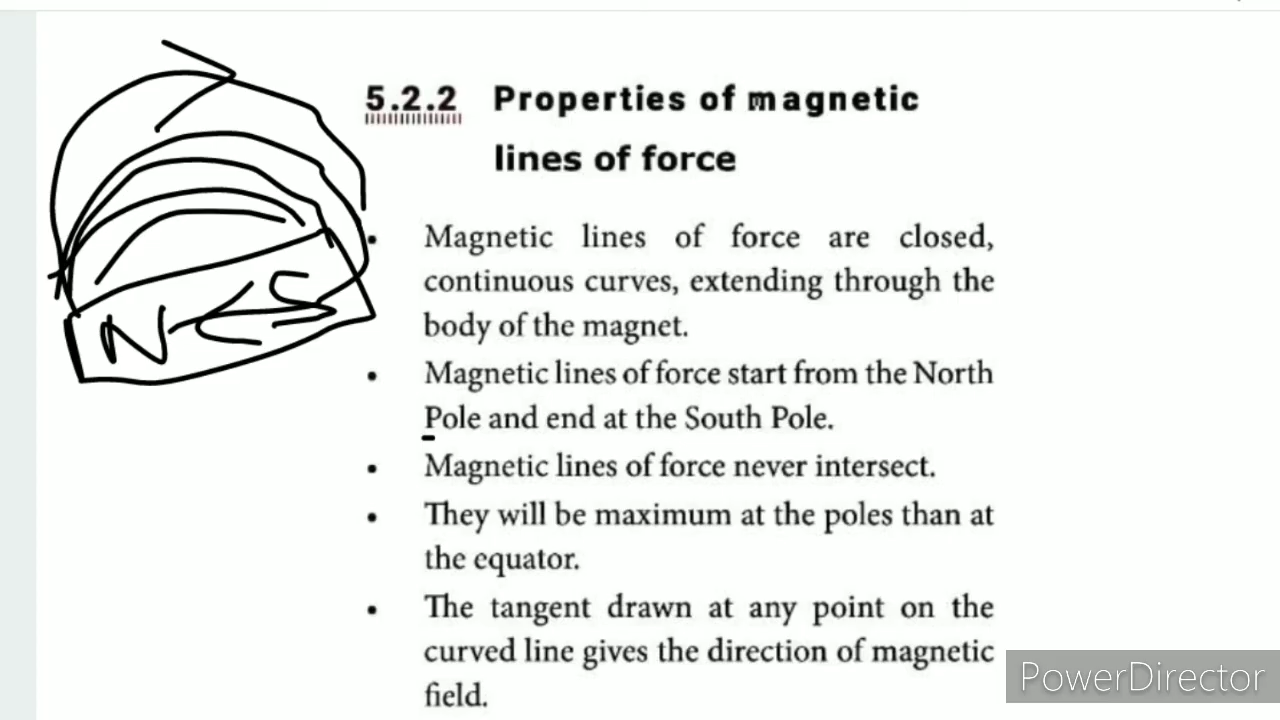 5.2.2 Properties of magnetic
lines of force
N S
• Magnetic lines of force are closed,
continuous curves, extending through the
body of the magnet.
• Magnetic lines of force start from the North
Pole and end at the South Pole.
• Magnetic lines of force never intersect.
• They will be maximum at the poles than at
the equator.
• The tangent drawn at any point on the
curved line gives the direction of magnetic
field.
PowerDirector